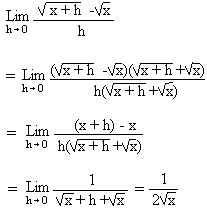 Lim h→0 (√x+h -√x) / h
= Lim h→0 (√x+h -√x)(√x+h +√x) / h(√x+h +√x)
= Lim h→0 (x+h) - x / h(√x+h +√x)
= Lim h→0 1 / √x+h +√x = 1 / 2√x